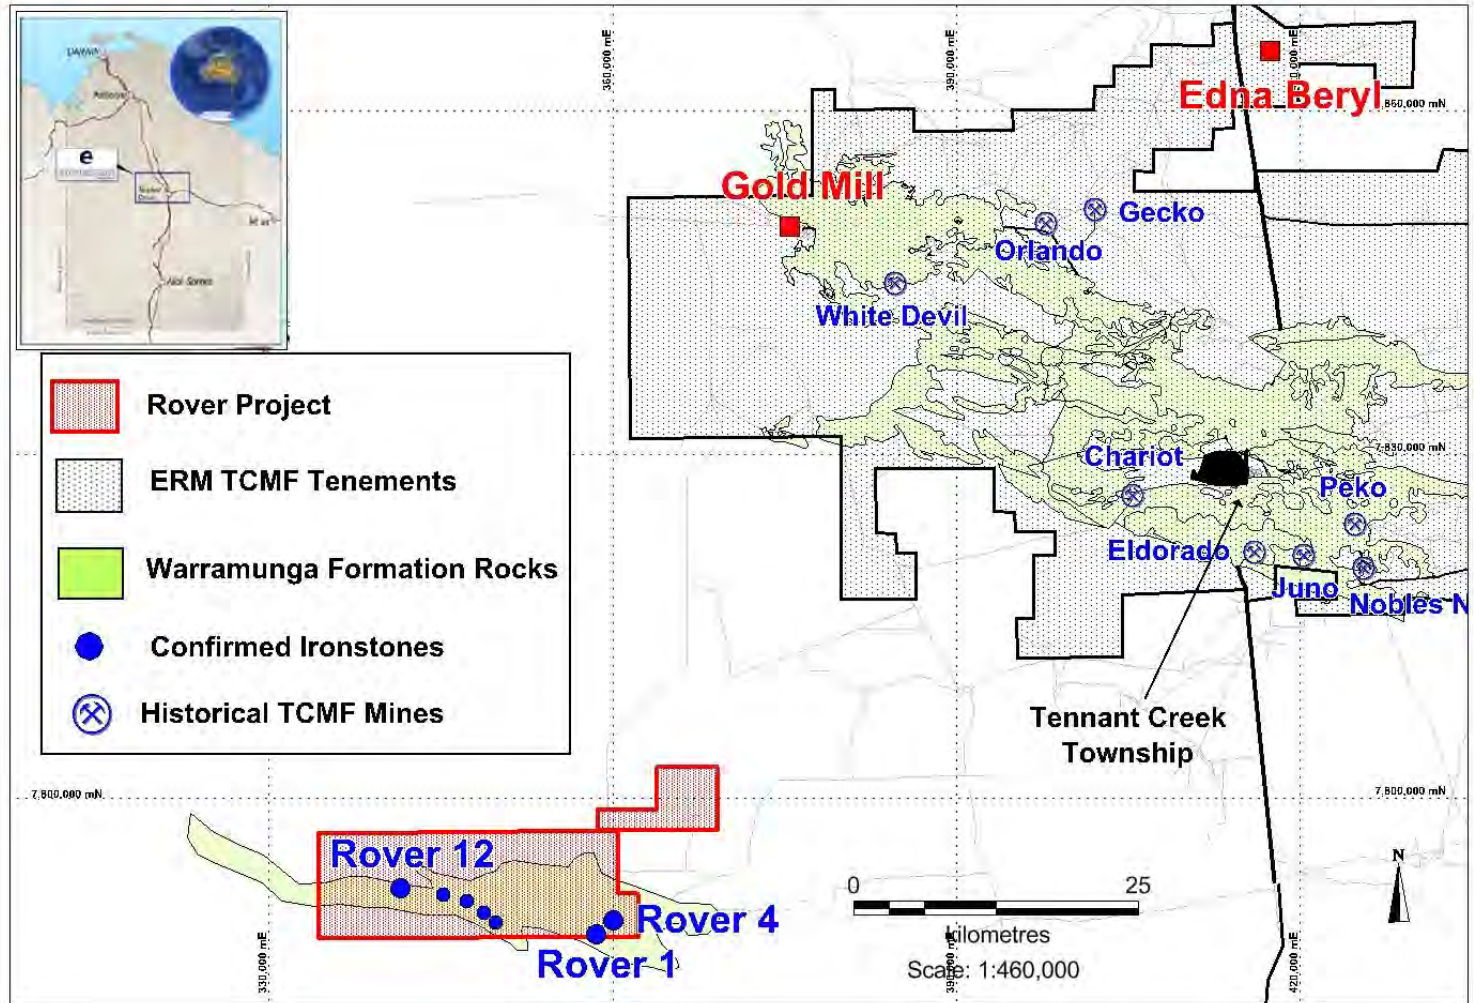 DARWIN
e
Alice Springs
360,000 mE
390,000 mE
Edna Beryl
Gold Mill
Gecko
Orlando
White Devil
Rover Project
ERM TCMF Tenements
Warramunga Formation Rocks
Confirmed Ironstones
Historical TCMF Mines
Chariot
7,830,000 mN
Peko
Eldorado
Juno
Nobles N
Tennant Creek
Township
7,800,000 mN
7,800,000 mN
Rover 12
Rover 4
Rover 1
0
25
kilometres
Scale: 1:460,000
N
330,000 mE
420,000 mE